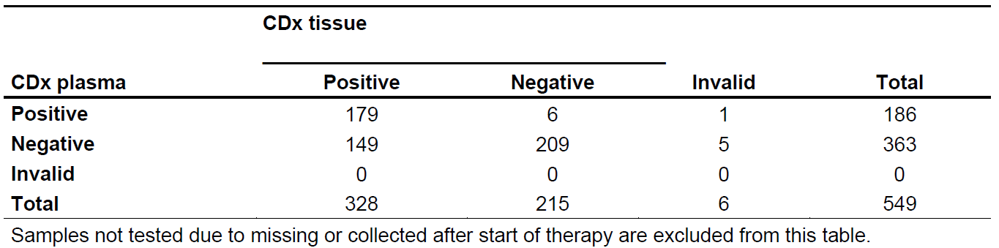 CDx tissue
CDx plasma Positive Negative Invalid Total
Positive 179 6 1 186
Negative 149 209 5 363
Invalid 0 0 0 0
Total 328 215 6 549
Samples not tested due to missing or collected after start of therapy are excluded from this table.